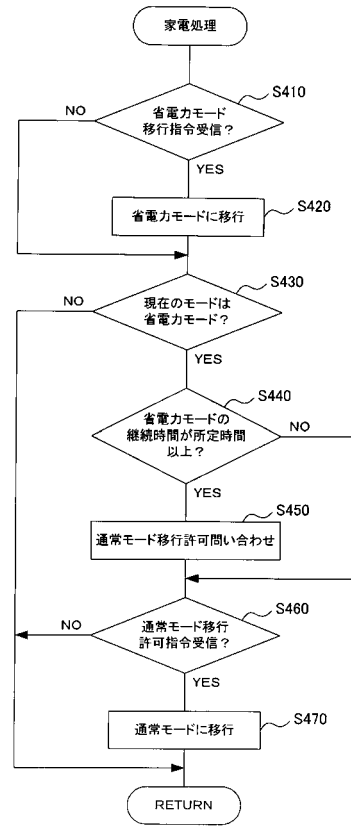 家電処理
S410
省電力モード
移行指令受信？
NO
YES
S420
省電力モードに移行
S430
現在のモードは
省電力モード？
NO
YES
S440
省電力モードの
継続時間が所定時間
以上？
NO
YES
S450
通常モード移行許可問い合わせ
S460
通常モード移行
許可指令受信？
NO
YES
S470
通常モードに移行
RETURN